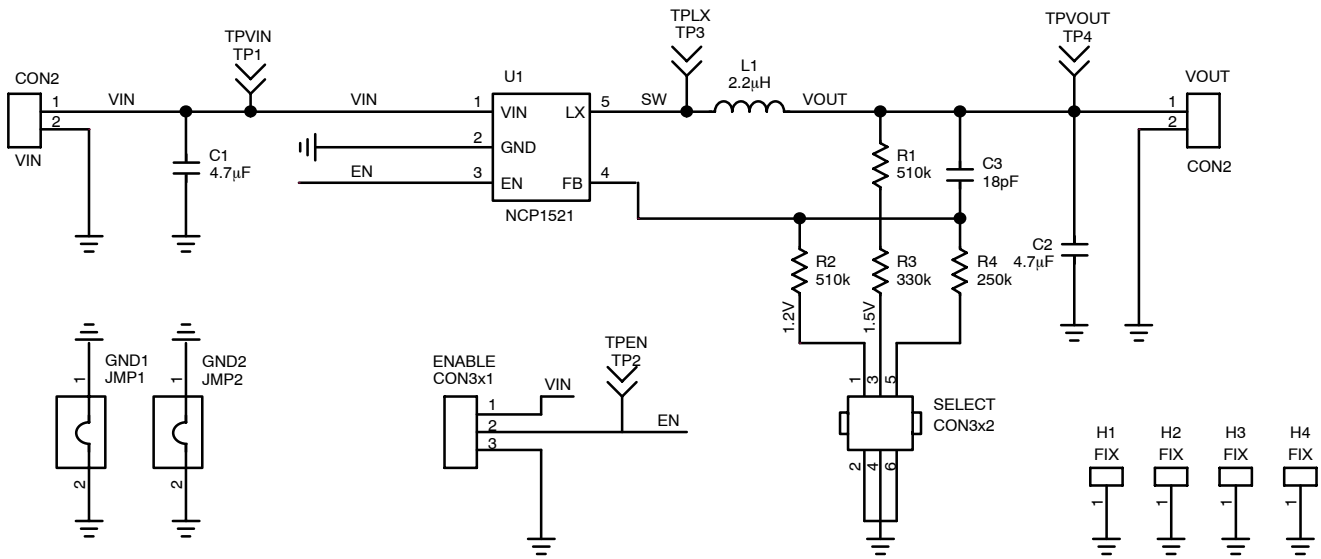 TPVIN
TP1
TPLX
TP3
TPVOUT
TP4
CON2
VIN
1
2
VIN
C1
4.7µF
VIN
U1
1
VIN
LX
5
2
GND
EN
3
EN
FB
4
NCP1521
SW
L1
2.2µH
VOUT
R1
510k
C3
18pF
VOUT
1
2
CON2
R2
510k
R3
330k
R4
250k
C2
4.7µF
1.2V
1.5V
GND1
JMP1
1
2
GND2
JMP2
1
2
ENABLE
CON3x1
1
2
3
VIN
TPEN
TP2
EN
1
3
5
SELECT
CON3x2
2
4
6
H1
FIX
1
H2
FIX
1
H3
FIX
1
H4
FIX
1